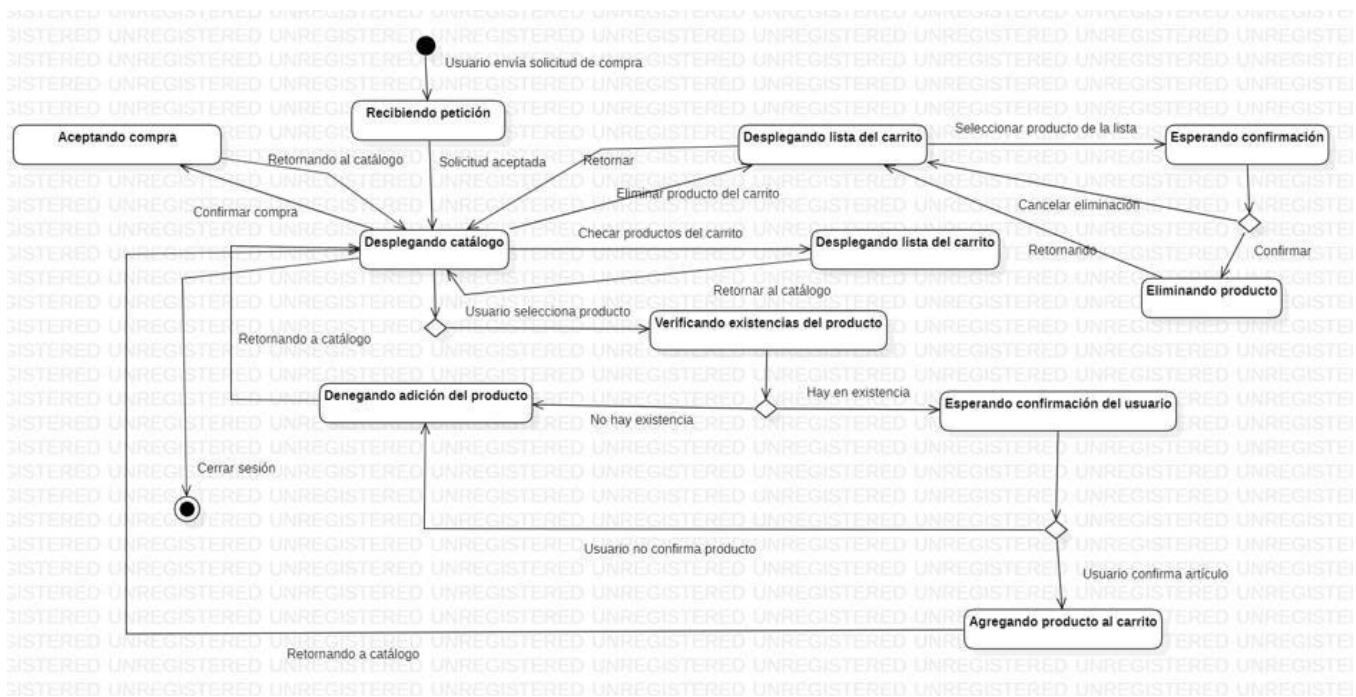 Usuario envía solicitud de compra
Recibiendo petición
Aceptando compra
Desplegando lista del carrito
Seleccionar producto de la lista
Esperando confirmación
Retornando al catálogo
Solicitud aceptada
Retornar
Eliminar producto del carrito
Cancelar eliminación
Confirmar compra
Desplegando catálogo
Checar productos del carrito
Desplegando lista del carrito
Retornando
Confirmar
Retornar al catálogo
Eliminando producto
Usuario selecciona producto
Verificando existencias del producto
Retornando a catálogo
Denegando adición del producto
Hay en existencia
Esperando confirmación del usuario
No hay existencia
Cerrar sesión
Usuario no confirma producto
Usuario confirma artículo
Agregando producto al carrito
Retornando a catálogo
UNREGISTERED